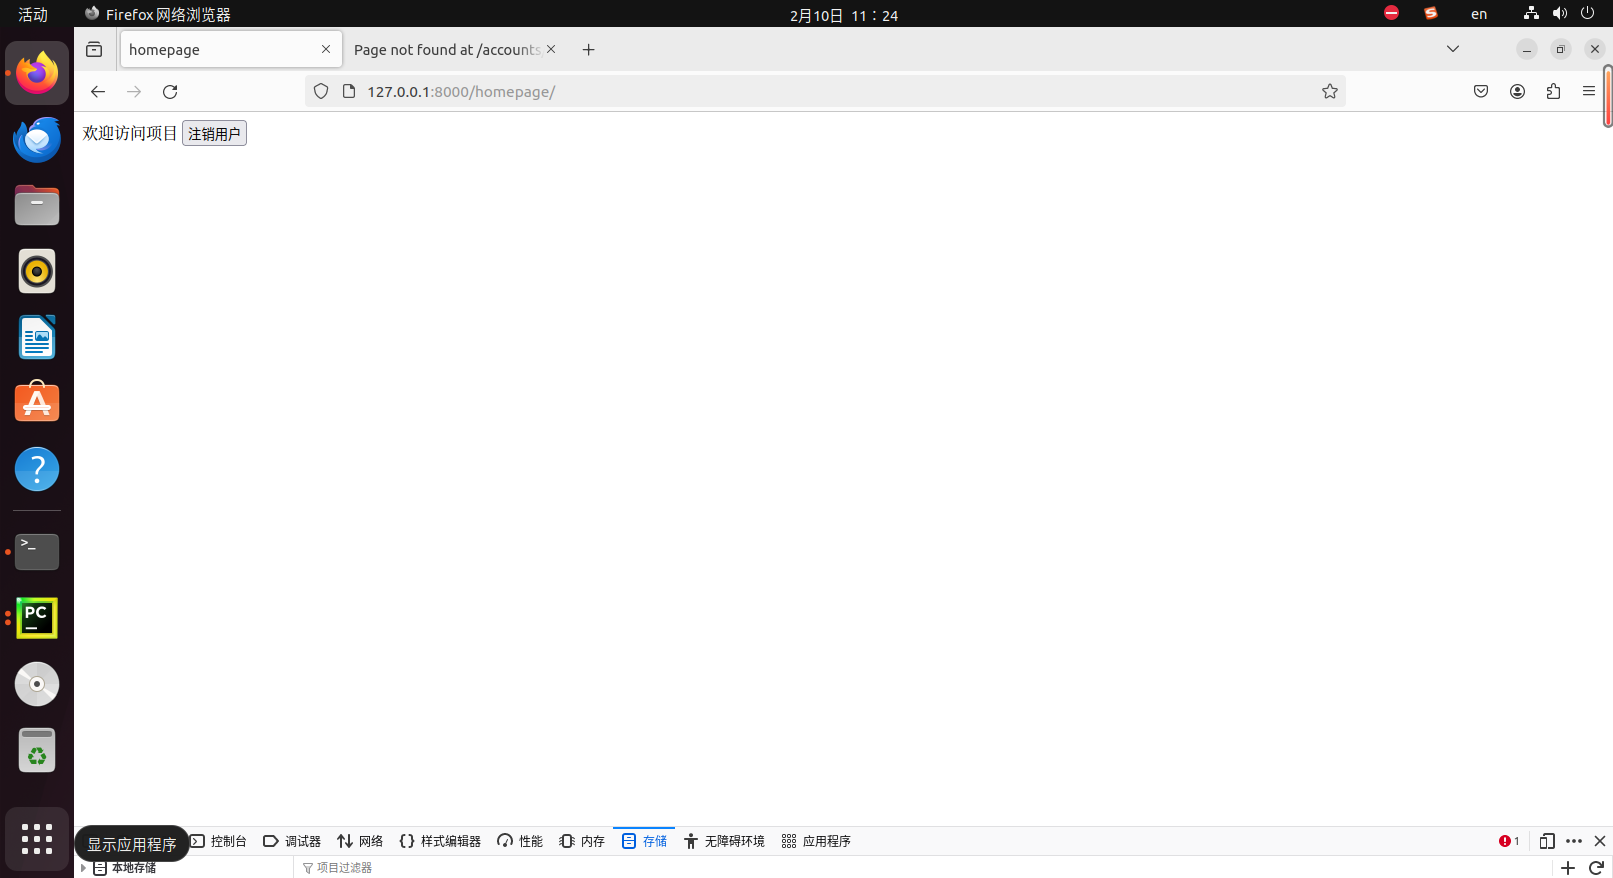 活动
Firefox 网络浏览器
2月10日 11：24
en
homepage
Page not found at /accounts
127.0.0.1:8000/homepage/
欢迎访问项目 注销用户
显示应用程序
控制台
调试器
网络
样式编辑器
性能
内存
存储
无障碍环境
应用程序
1
本地存储
项目过滤器